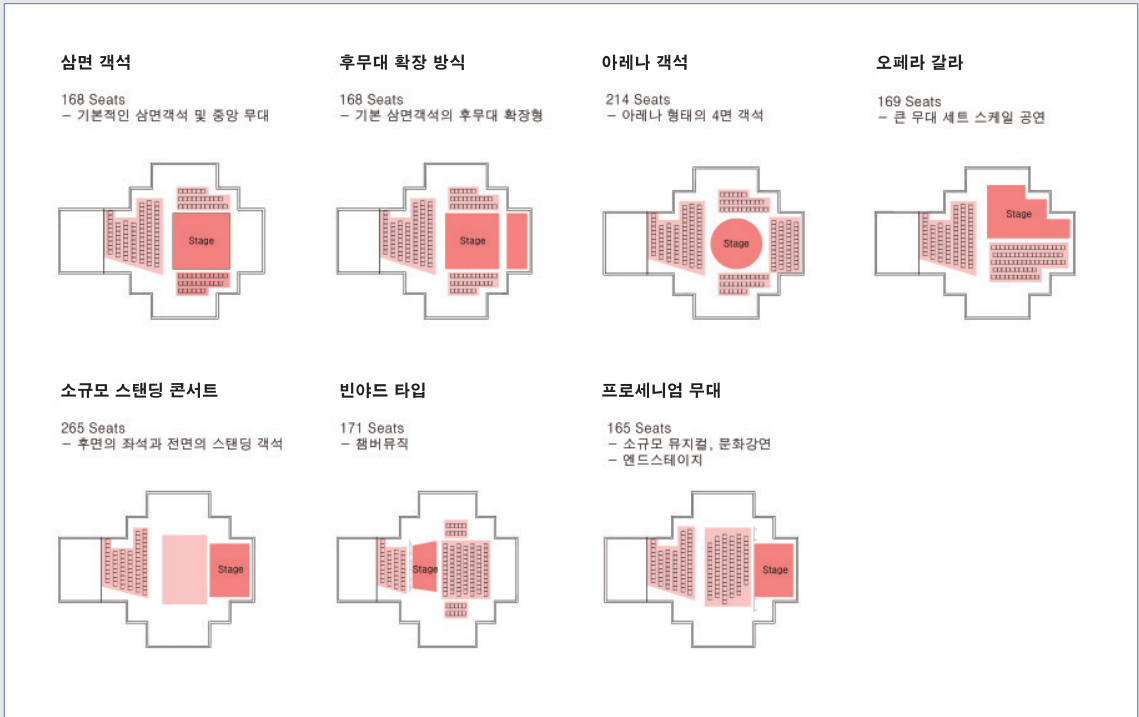 삼면 객석
168 Seats
– 기본적인 삼면객석 및 중앙 무대
Stage
후무대 확장 방식
168 Seats
– 기본 삼면객석의 후무대 확장형
Stage
아레나 객석
214 Seats
– 아레나 형태의 4면 객석
Stage
오페라 갈라
169 Seats
– 큰 무대 세트 스케일 공연
Stage
소규모 스탠딩 콘서트
265 Seats
– 후면의 좌석과 전면의 스탠딩 객석
Stage
빈야드 타입
171 Seats
– 챔버뮤직
Stage
프로세니엄 무대
165 Seats
– 소규모 뮤지컬, 문화강연
– 엔드스테이지
Stage